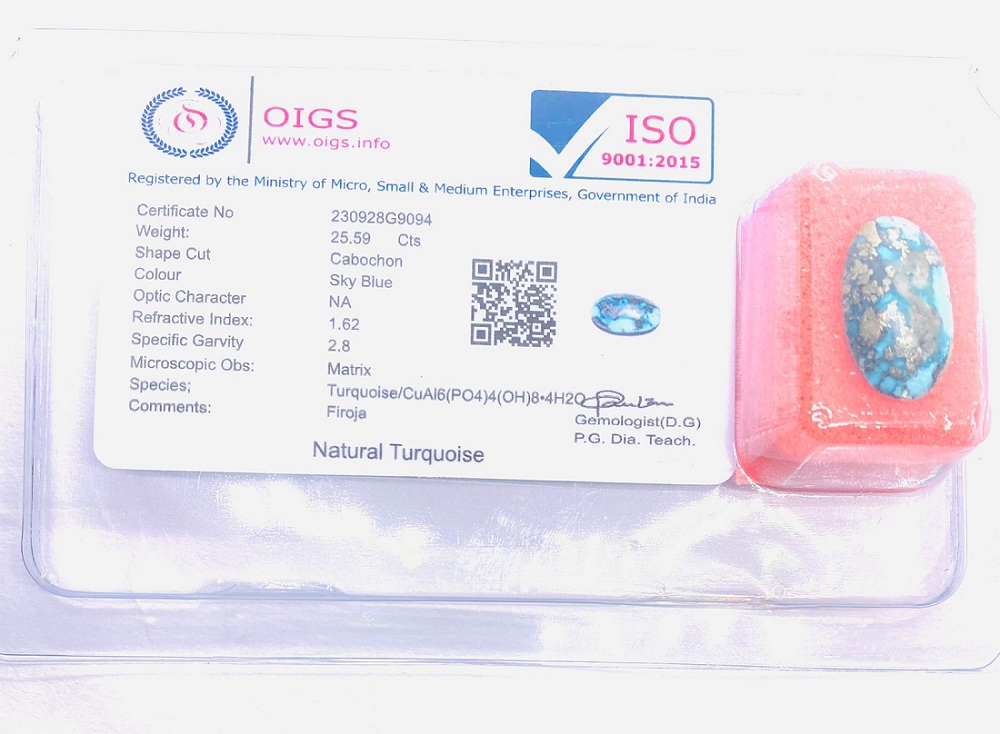 OIGS
www.oigs.info
ISO
9001:2015
Registered by the Ministry of Micro, Small & Medium Enterprises, Government of India
Certificate No 230928G9094
Weight: 25.59 Cts
Shape Cut Cabochon
Colour Sky Blue
Optic Character NA
Refractive Index: 1.62
Specific Garvity 2.8
Microscopic Obs: Matrix
Species; Turquoise/CuAl6(PO4)4(OH)8•4H2O
Comments: Firoja
Gemologist(D.G)
P.G. Dia. Teach.
Natural Turquoise